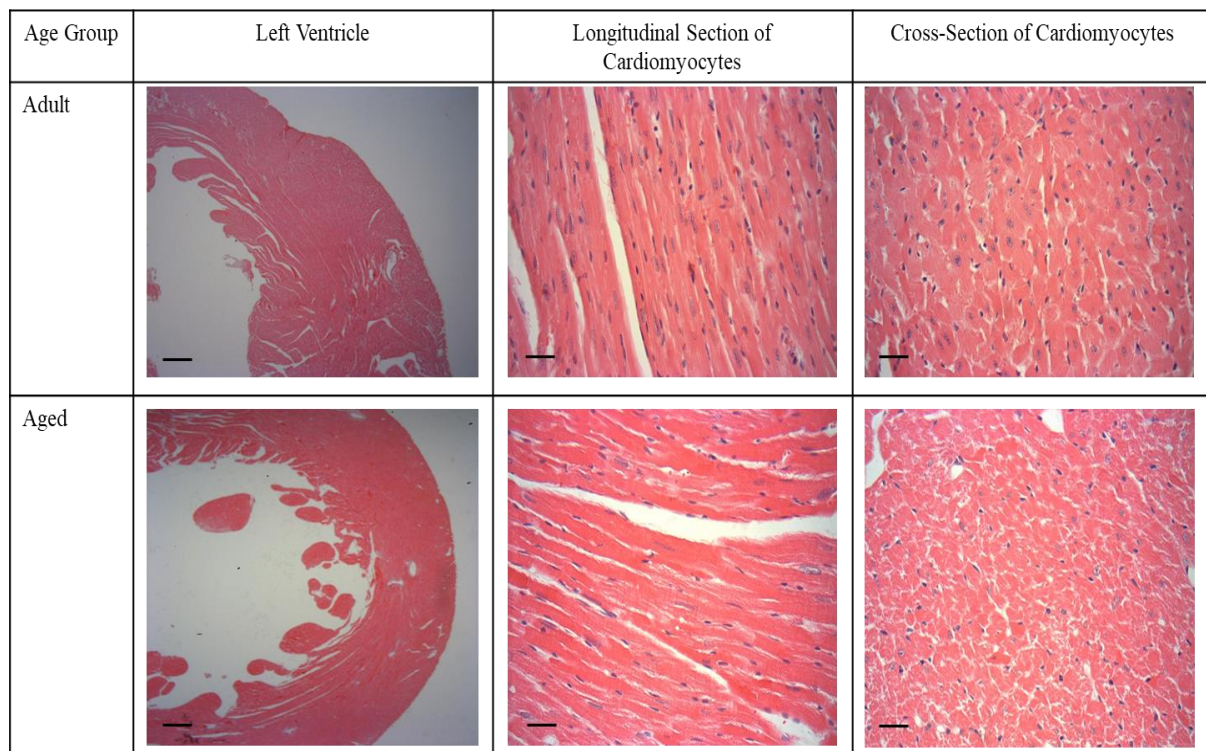 Age Group
Left Ventricle
Longitudinal Section of
Cardiomyocytes
Cross-Section of Cardiomyocytes
Adult
Aged